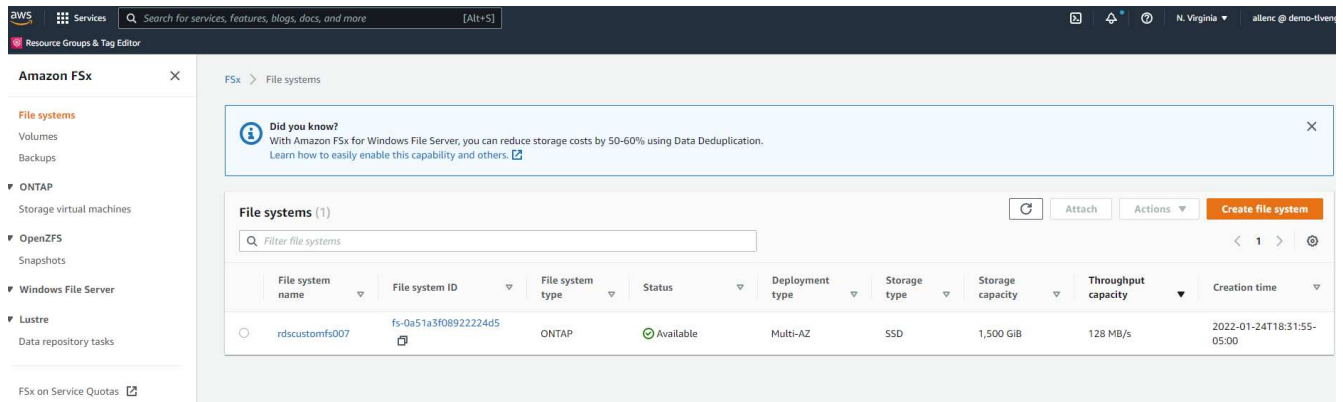 aws
Services
Search for services, features, blogs, docs, and more
[Alt+S]
N. Virginia
Resource Groups & Tag Editor
Amazon FSx
File systems
Volumes
Backups
ONTAP
Storage virtual machines
OpenZFS
Snapshots
Windows File Server
Lustre
Data repository tasks
FSx on Service Quotas
FSx > File systems
Did you know?
With Amazon FSx for Windows File Server, you can reduce storage costs by 50-60% using Data Deduplication.
Learn how to easily enable this capability and others.
File systems (1)
Attach
Actions
Create file system
Filter file systems
1
File system name
File system ID
File system type
Status
Deployment type
Storage type
Storage capacity
Throughput capacity
Creation time
rdscustomfs007
fs-0a51a3f08922224d5
ONTAP
Available
Multi-AZ
SSD
1,500 GiB
128 MB/s
2022-01-24T18:31:55-
05:00